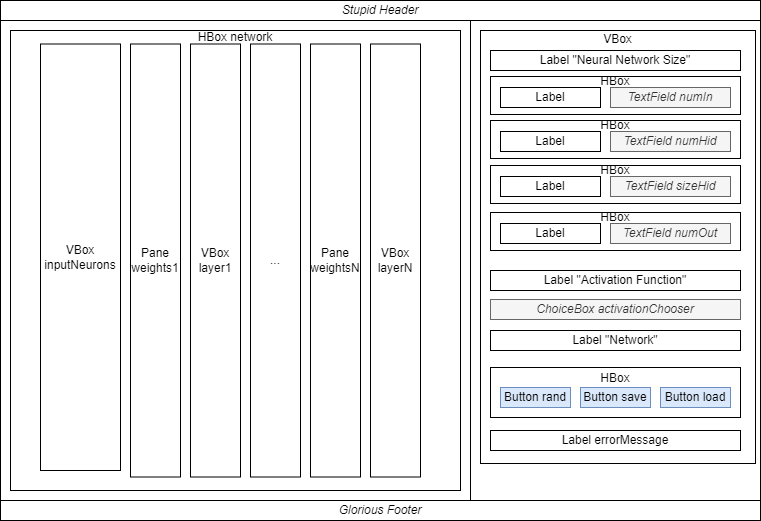 Stupid Header
HBox network
VBox
inputNeurons
Pane
weights1
VBox
layer1
...
Pane
weightsN
VBox
layerN
VBox
Label "Neural Network Size"
HBox
Label
TextField numIn
HBox
Label
TextField numHid
HBox
Label
TextField sizeHid
HBox
Label
TextField numOut
Label "Activation Function"
ChoiceBox activationChooser
Label "Network"
HBox
Button rand
Button save
Button load
Label errorMessage
Glorious Footer